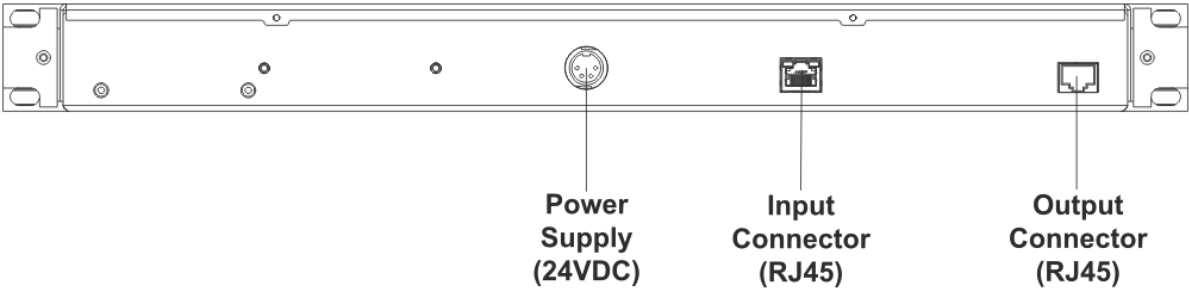 Power
Supply
(24VDC)
Input
Connector
(RJ45)
Output
Connector
(RJ45)